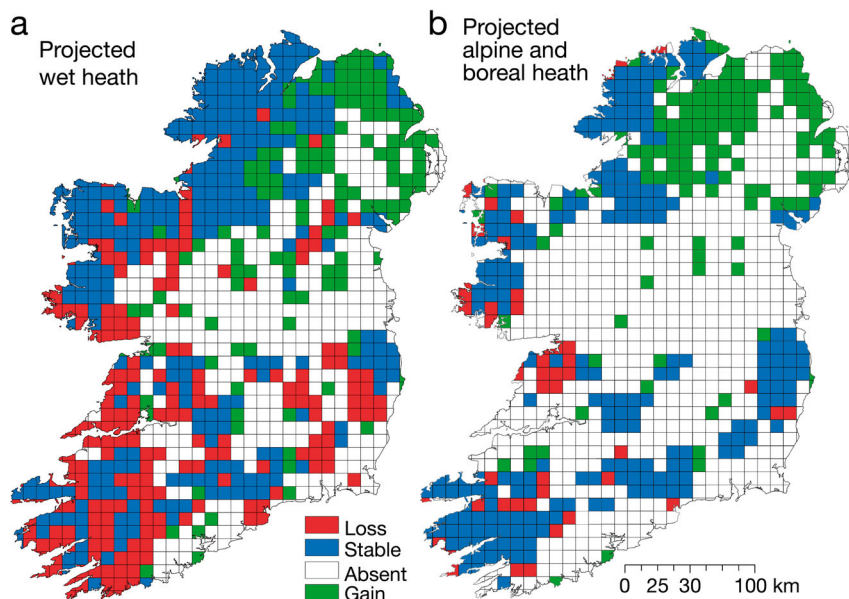 a
Projected
wet heath
b
Projected
alpine and
boreal heath
Loss
Stable
Absent
Gain
0 25 30 100 km